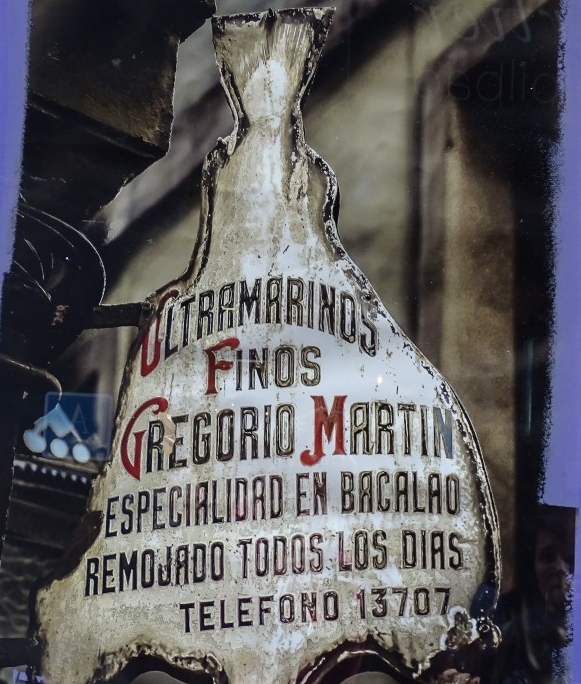 ULTRAMARINOS
FINOS
GREGORIO MARTIN
ESPECIALIDAD EN BACALAO
REMOJADO TODOS LOS DIAS
TELEFONO 13707